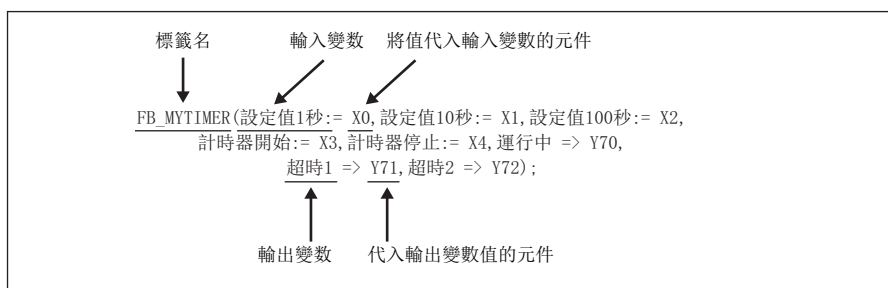 標籤名 輸入變數 將值代入輸入變數的元件
FB_MYTIMER(設定值1秒:= X0,設定值10秒:= X1,設定值100秒:= X2,
計時器開始:= X3,計時器停止:= X4,運行中 => Y70,
超時1 => Y71,超時2 => Y72);
輸出變數 代入輸出變數值的元件